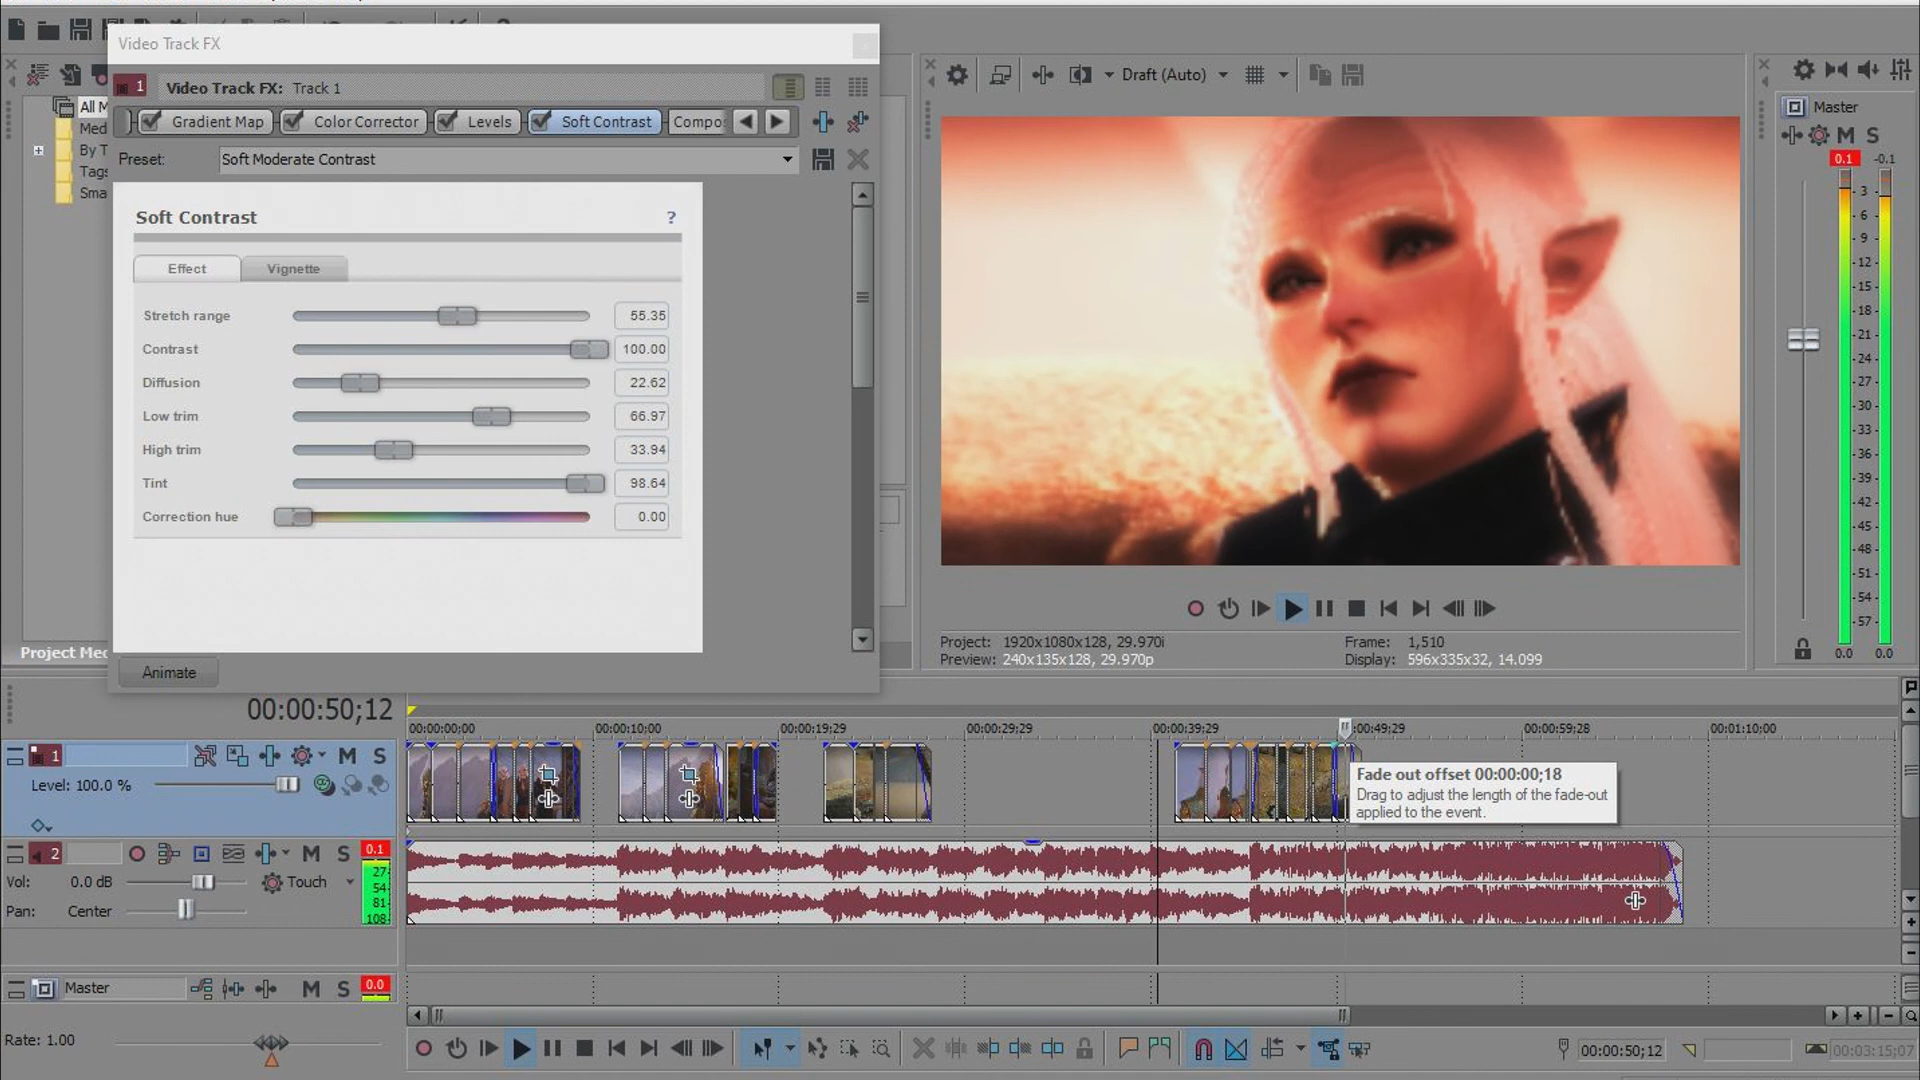 Video Track FX
1
Video Track FX: Track 1
Gradient Map
Color Corrector
Levels
Soft Contrast
Compo
Preset:
Soft Moderate Contrast
All M
Med
By T
Tags
Sma
Soft Contrast
?
Effect
Vignette
Stretch range 55.35
Contrast 100.00
Diffusion 22.62
Low trim 66.97
High trim 33.94
Tint 98.64
Correction hue 0.00
Animate
Project Med
Draft (Auto)
Project: 1920x1080x128, 29.970i
Preview: 240x135x128, 29.970p
Frame: 1,510
Display: 596x335x32, 14.099
Master
M S
0.1 -0.1
- 3 -
- 6 -
- 9 -
-12 -
-15 -
-18 -
-21 -
-24 -
-27 -
-30 -
-33 -
-36 -
-39 -
-42 -
-45 -
-48 -
-51 -
-54 -
-57 -
0.0 0.0
00:00:50;12
00:00:00;00
00:00:10;00
00:00:19;29
00:00:29;29
00:00:39;29
00:00:49;29
00:00:59;28
00:01:10;00
1
M S
Level: 100.0 %
Fade out offset 00:00:00;18
Drag to adjust the length of the fade-out
applied to the event.
2
M S
0.1
Vol: 0.0 dB
Touch
Pan: Center
27-
54-
81-
108-
Master
M S
0.0
Rate: 1.00
00:00:50;12
00:03:15;07